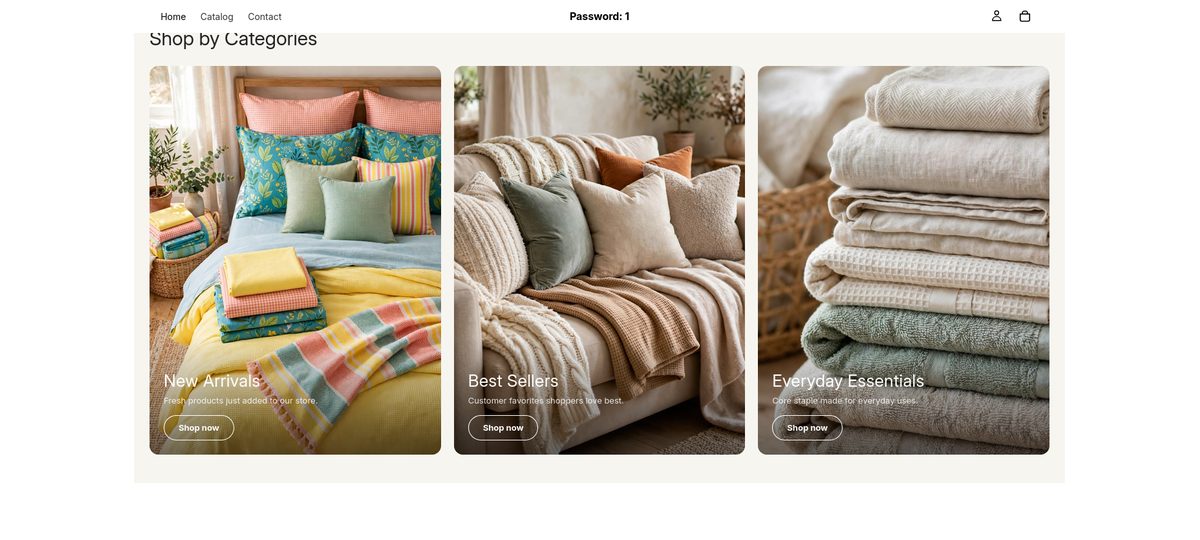 Home Catalog Contact Password: 1
Shop by Categories
New Arrivals
Fresh products just added to our store.
Shop now
Best Sellers
Customer favorites shoppers love best.
Shop now
Everyday Essentials
Core staple made for everyday uses.
Shop now